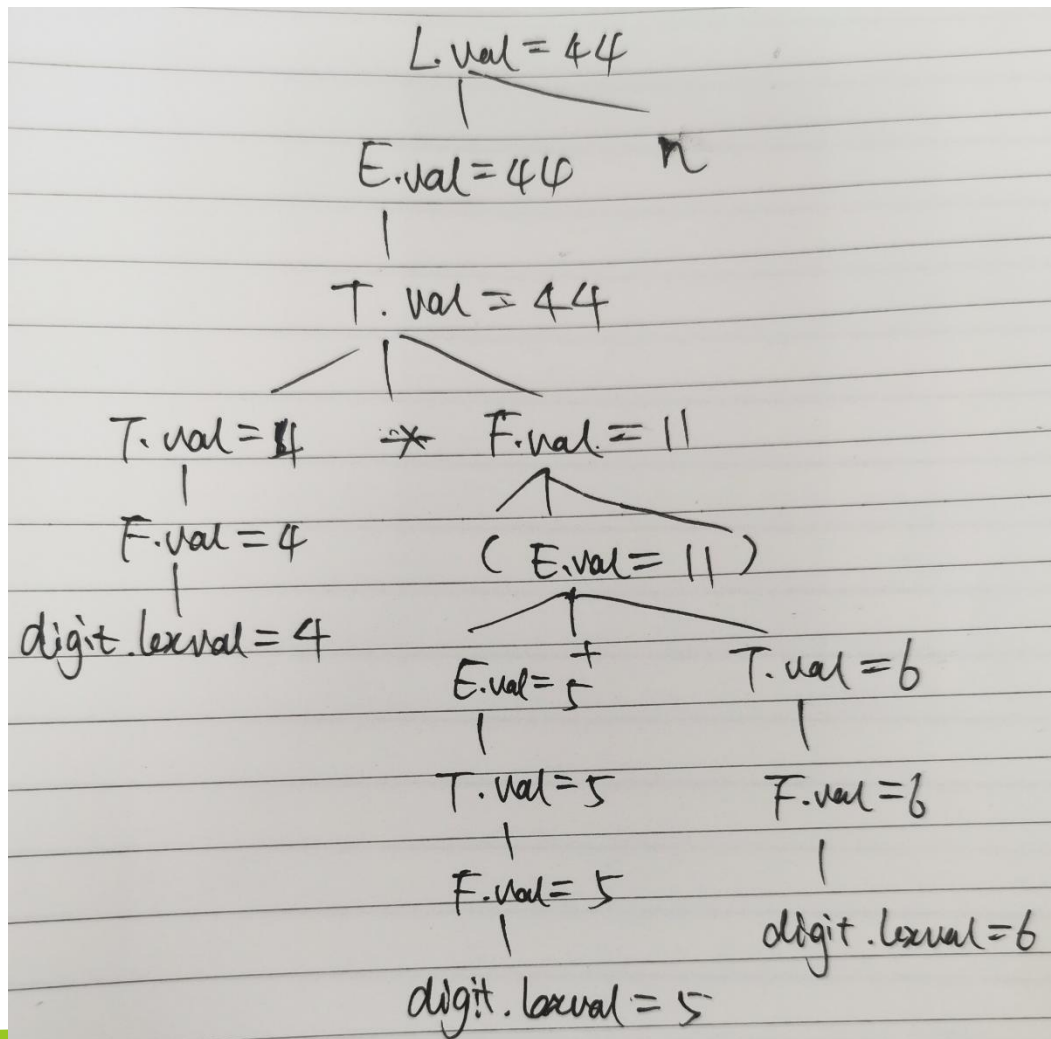 L.val = 44
E.val = 44 n
T.val = 44
T.val = 4 * F.val = 11
F.val = 4 ( E.val = 11 )
digit.lexval = 4 E.val = 5 + T.val = 6
T.val = 5 F.val = 6
F.val = 5 digit.lexval = 6
digit.lexval = 5